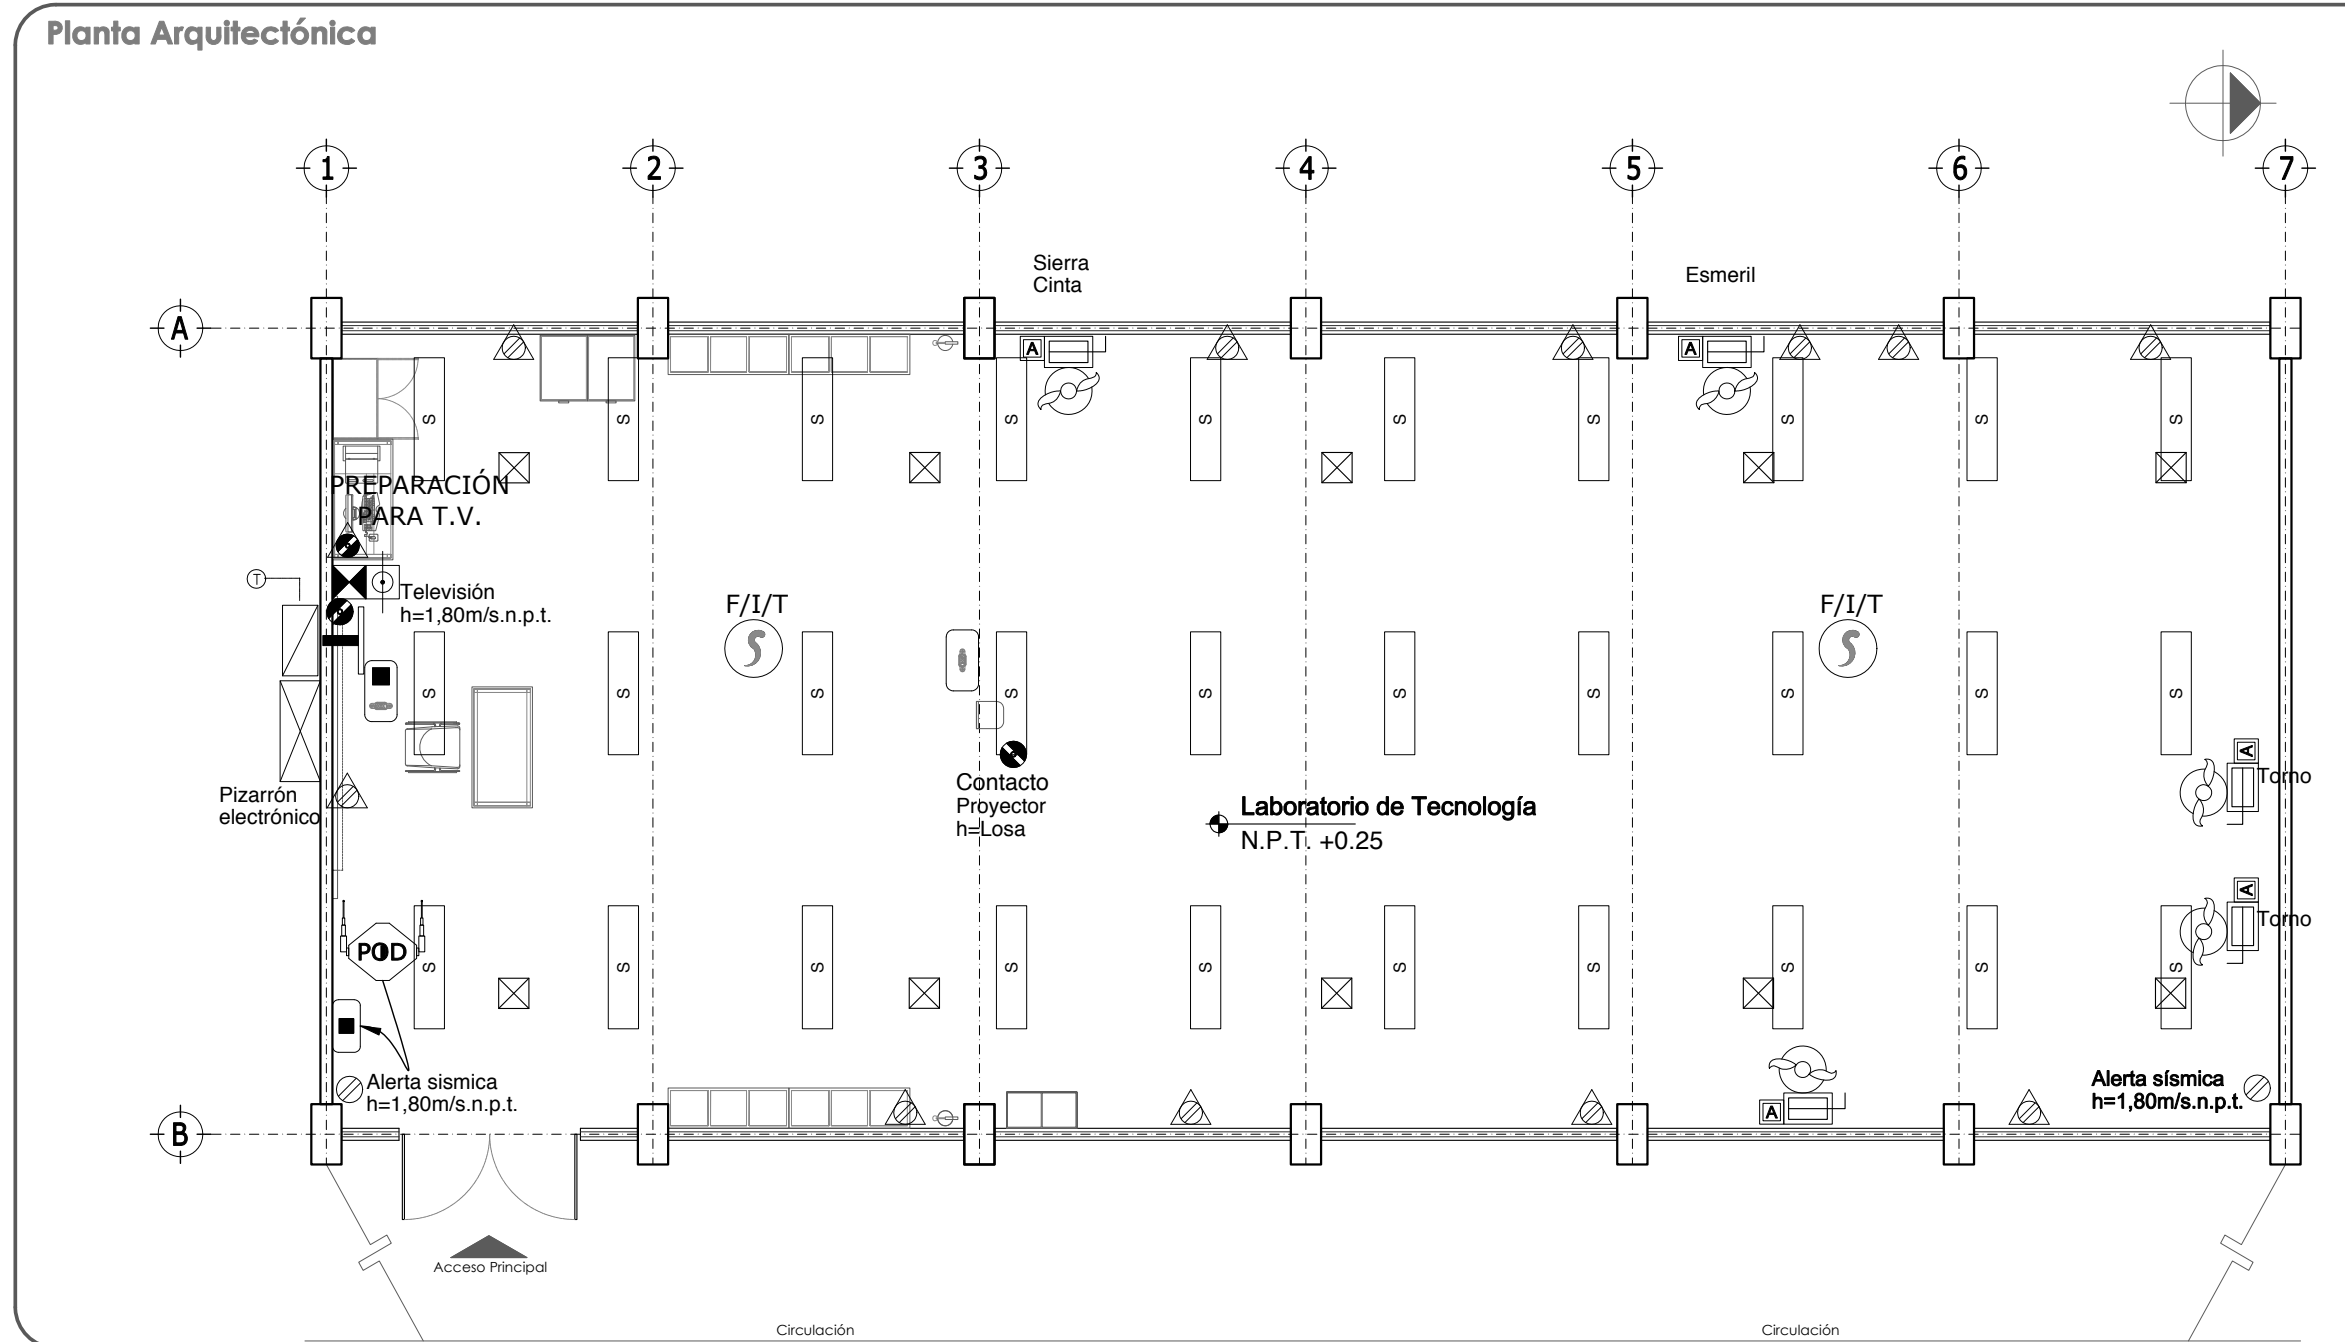 Planta Arquitectónica
1
2
3
4
5
6
7
Sierra
Cinta
Esmeril
A
A
A
S
S
S
S
S
S
S
S
S
S
PREPARACIÓN
PARA T.V.
T
Televisión
h=1,80m/s.n.p.t.
F/I/T
S
F/I/T
S
S
S
S
S
S
S
S
S
S
S
A
Torno
Pizarrón
electrónico
Contacto
Proyector
h=Losa
Laboratorio de Tecnología
N.P.T. +0.25
A
Torno
POD
S
S
S
S
S
S
S
S
S
S
Alerta sismica
h=1,80m/s.n.p.t.
Alerta sísmica
h=1,80m/s.n.p.t.
A
B
Acceso Principal
Circulación
Circulación